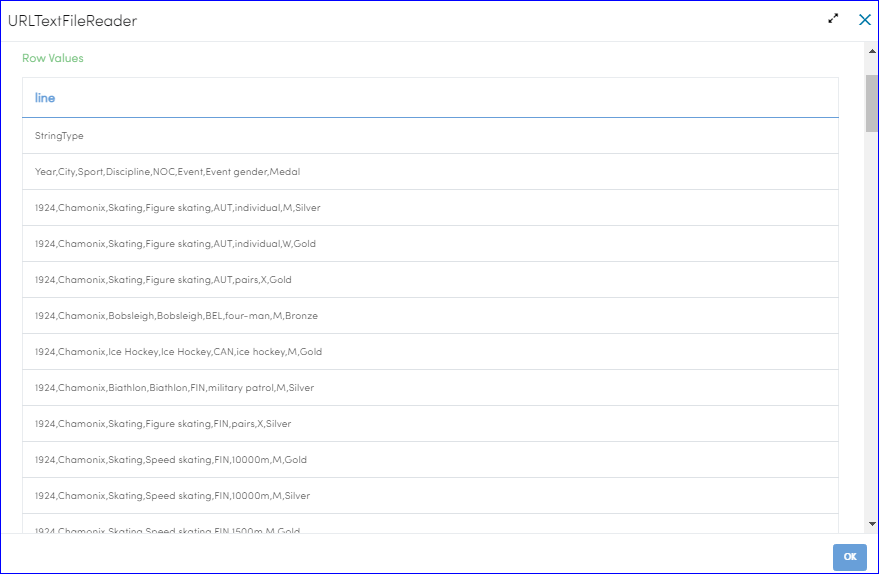 URLTextFileReader
Row Values
line
StringType
Year,City,Sport,Discipline,NOC,Event,Event gender,Medal
1924,Chamonix,Skating,Figure skating,AUT,individual,M,Silver
1924,Chamonix,Skating,Figure skating,AUT,individual,W,Gold
1924,Chamonix,Skating,Figure skating,AUT,pairs,X,Gold
1924,Chamonix,Bobsleigh,Bobsleigh,BEL,four-man,M,Bronze
1924,Chamonix,Ice Hockey,Ice Hockey,CAN,ice hockey,M,Gold
1924,Chamonix,Biathlon,Biathlon,FIN,military patrol,M,Silver
1924,Chamonix,Skating,Figure skating,FIN,pairs,X,Silver
1924,Chamonix,Skating,Speed skating,FIN,10000m,M,Gold
1924,Chamonix,Skating,Speed skating,FIN,10000m,M,Silver
1924,Chamonix,Skating,Speed skating,FIN,1500m,M,Gold
OK